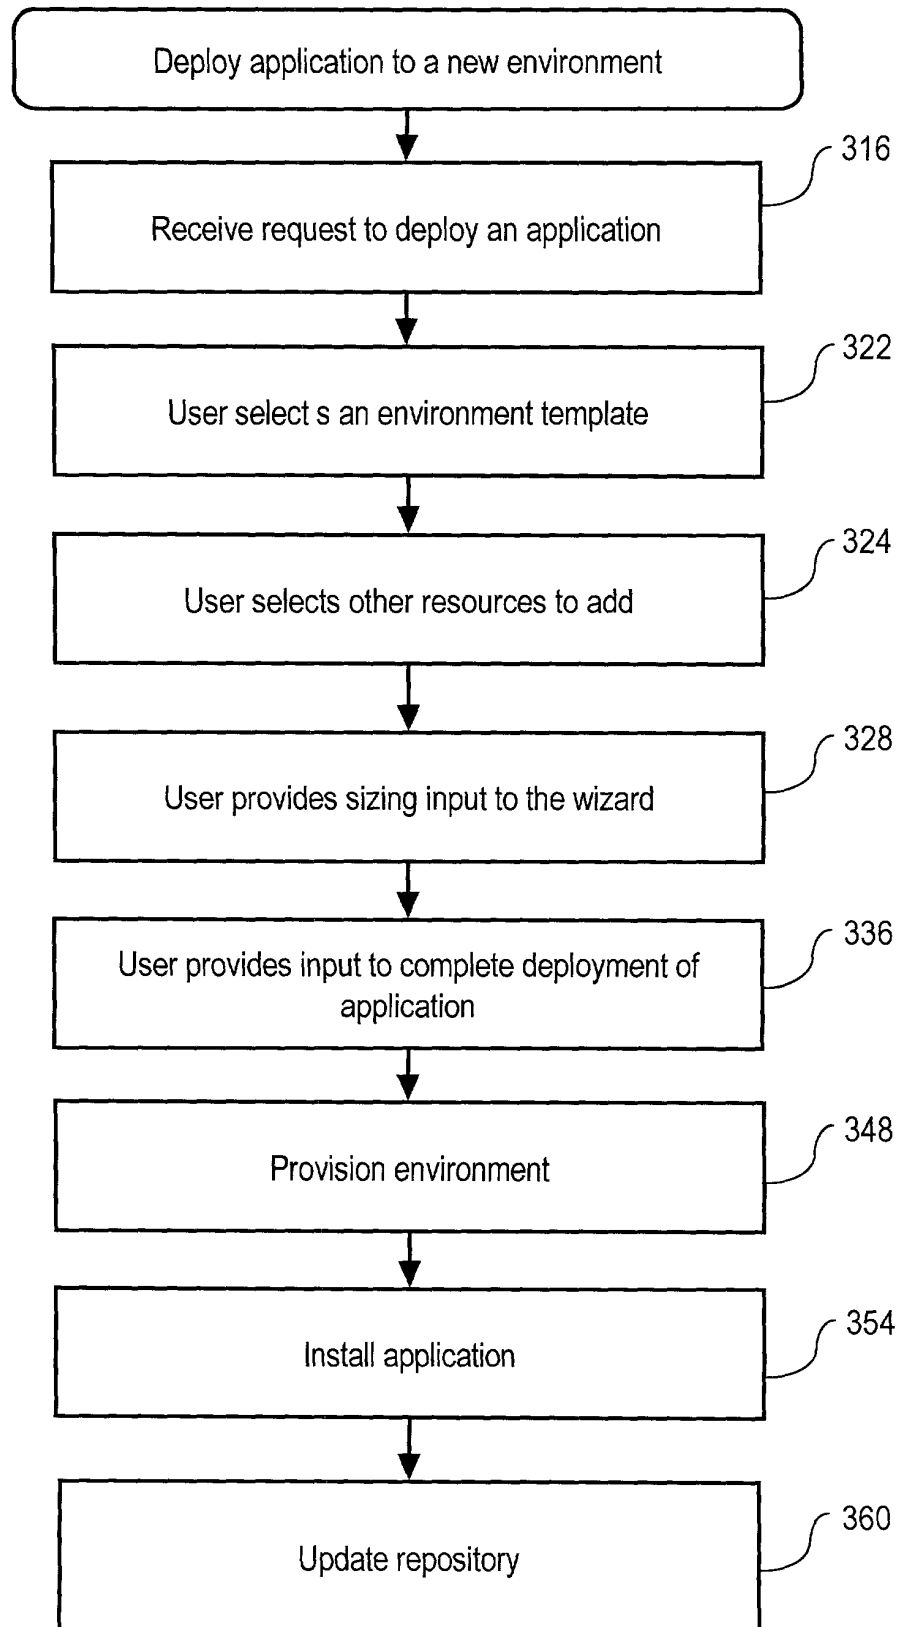 Deploy application to a new environment
316
Receive request to deploy an application
322
User select s an environment template
324
User selects other resources to add
328
User provides sizing input to the wizard
336
User provides input to complete deployment of
application
348
Provision environment
354
Install application
360
Update repository